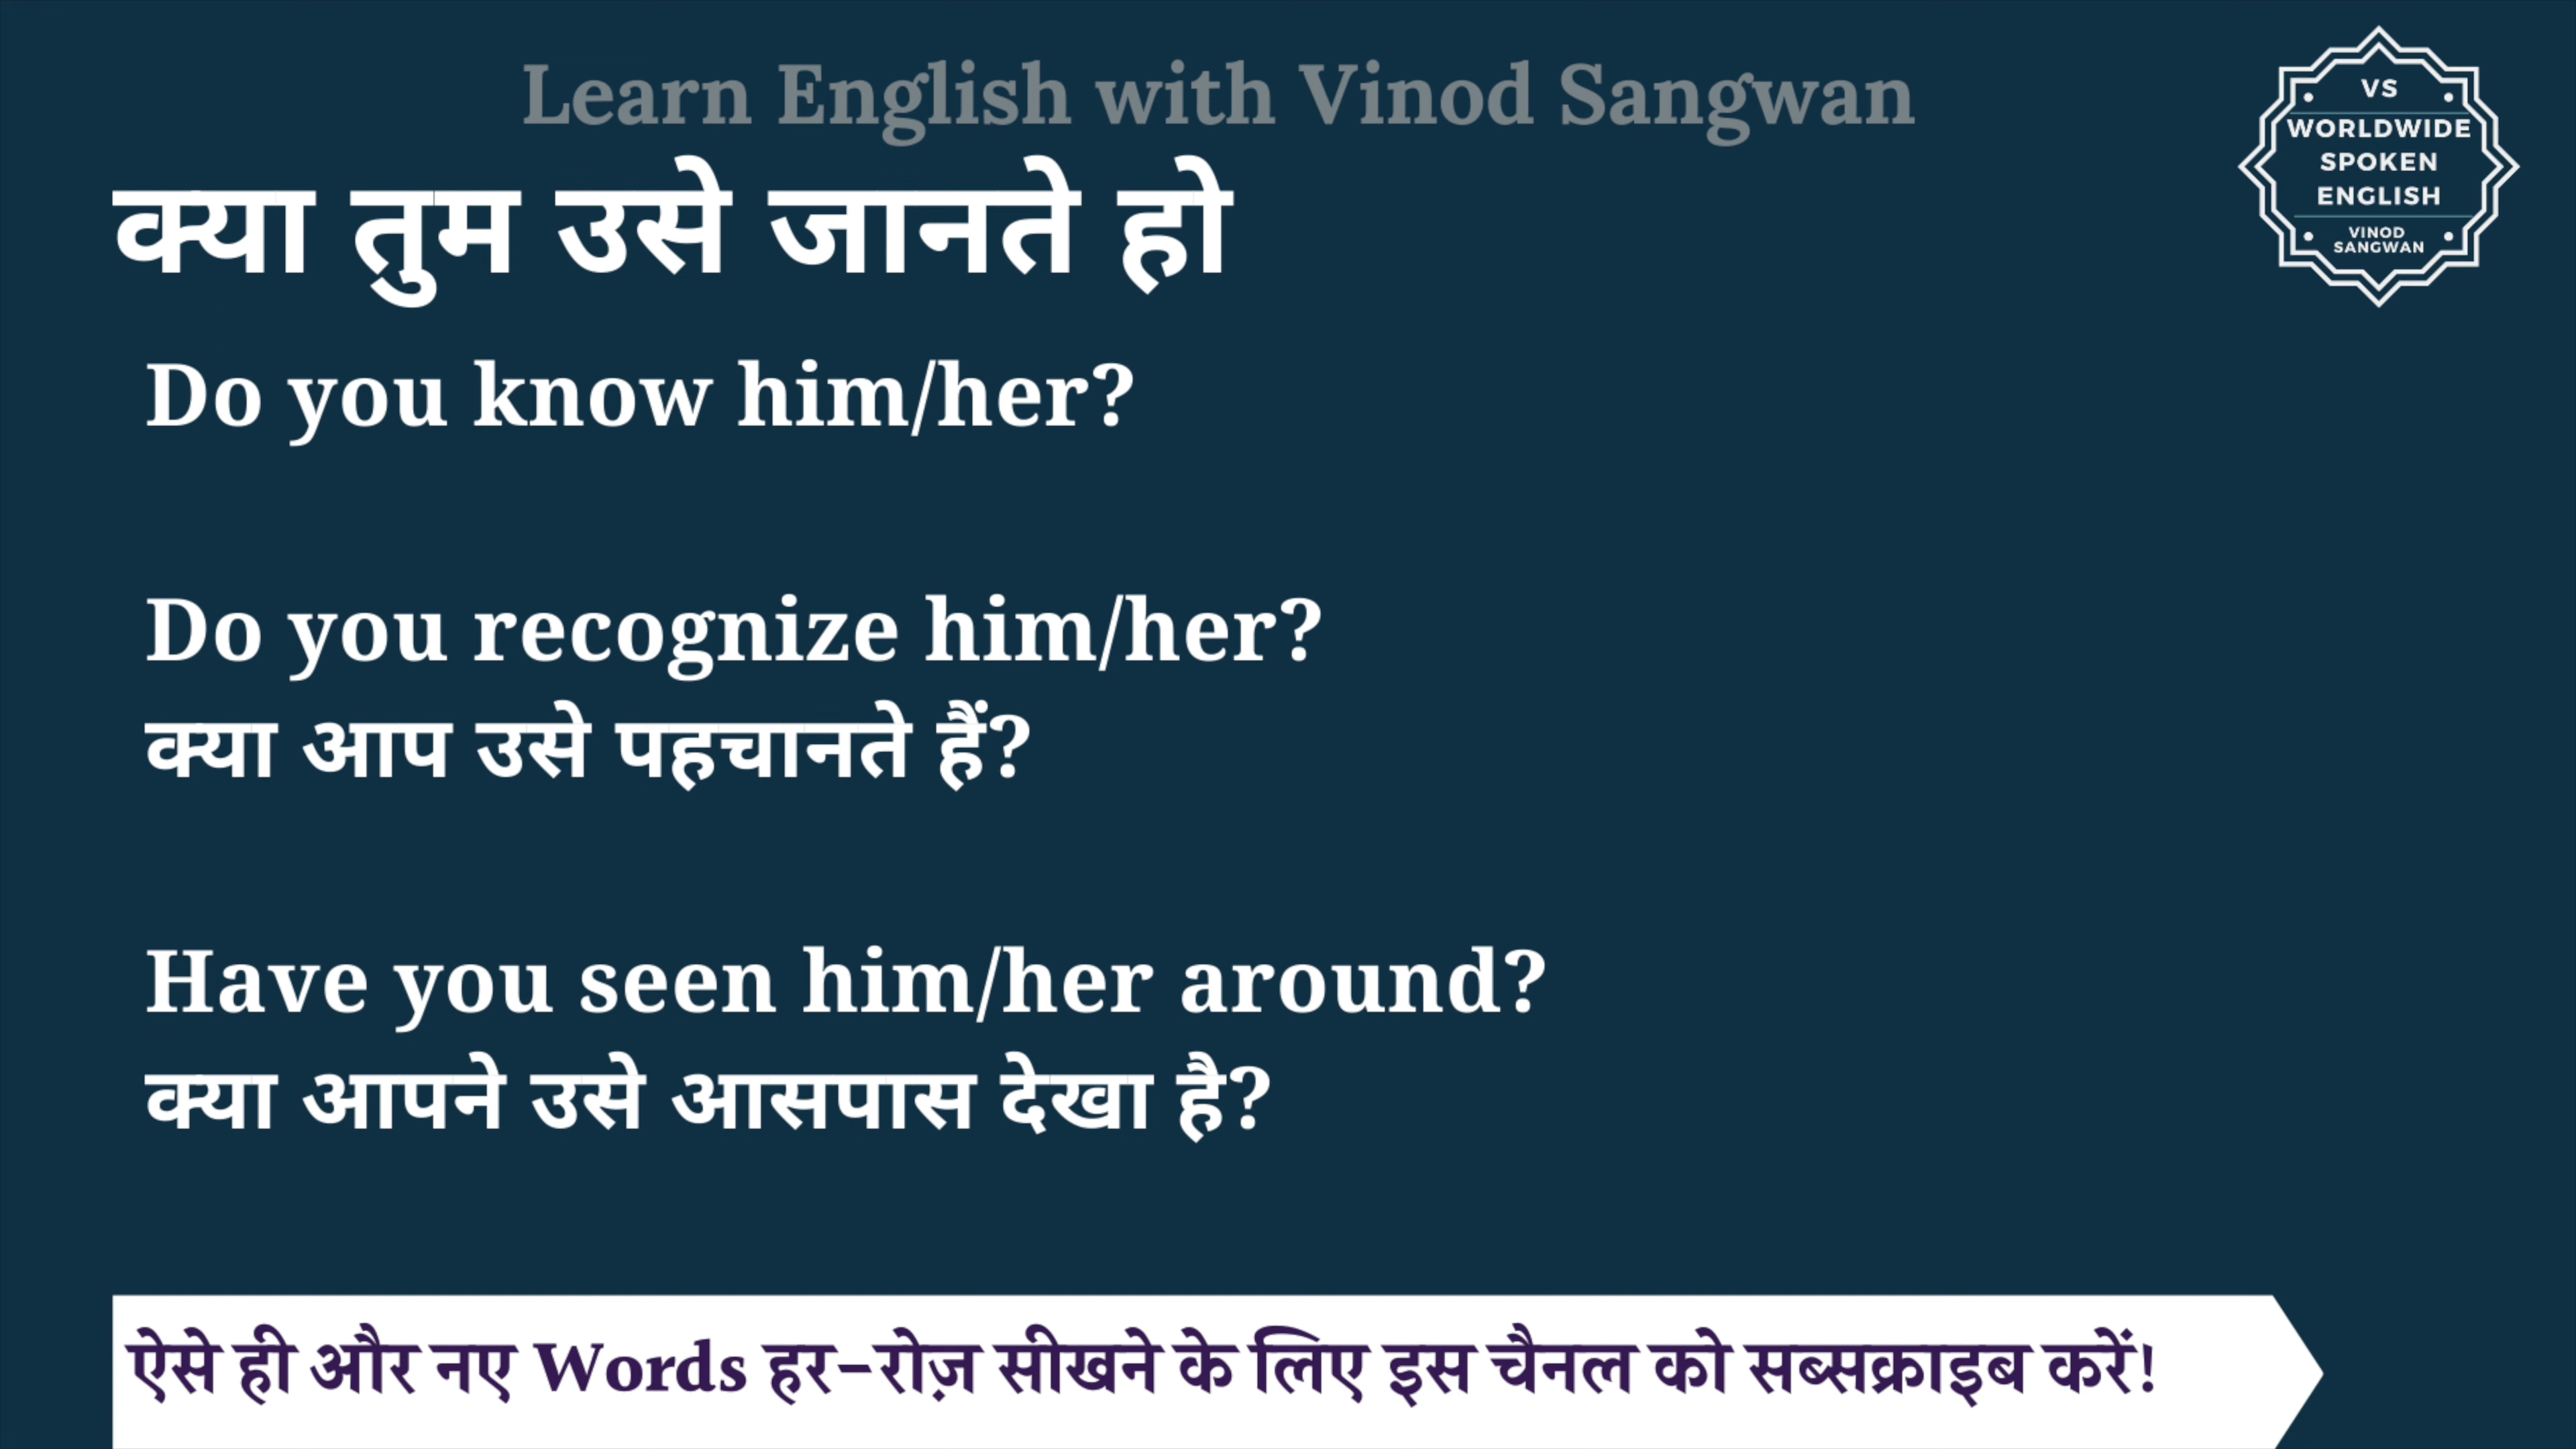 Learn English with Vinod Sangwan
VS
WORLDWIDE
SPOKEN
ENGLISH
VINOD
SANGWAN
क्या तुम उसे जानते हो
Do you know him/her?
Do you recognize him/her?
क्या आप उसे पहचानते हैं?
Have you seen him/her around?
क्या आपने उसे आसपास देखा है?
ऐसे ही और नए Words हर-रोज़ सीखने के लिए इस चैनल को सब्सक्राइब करें!